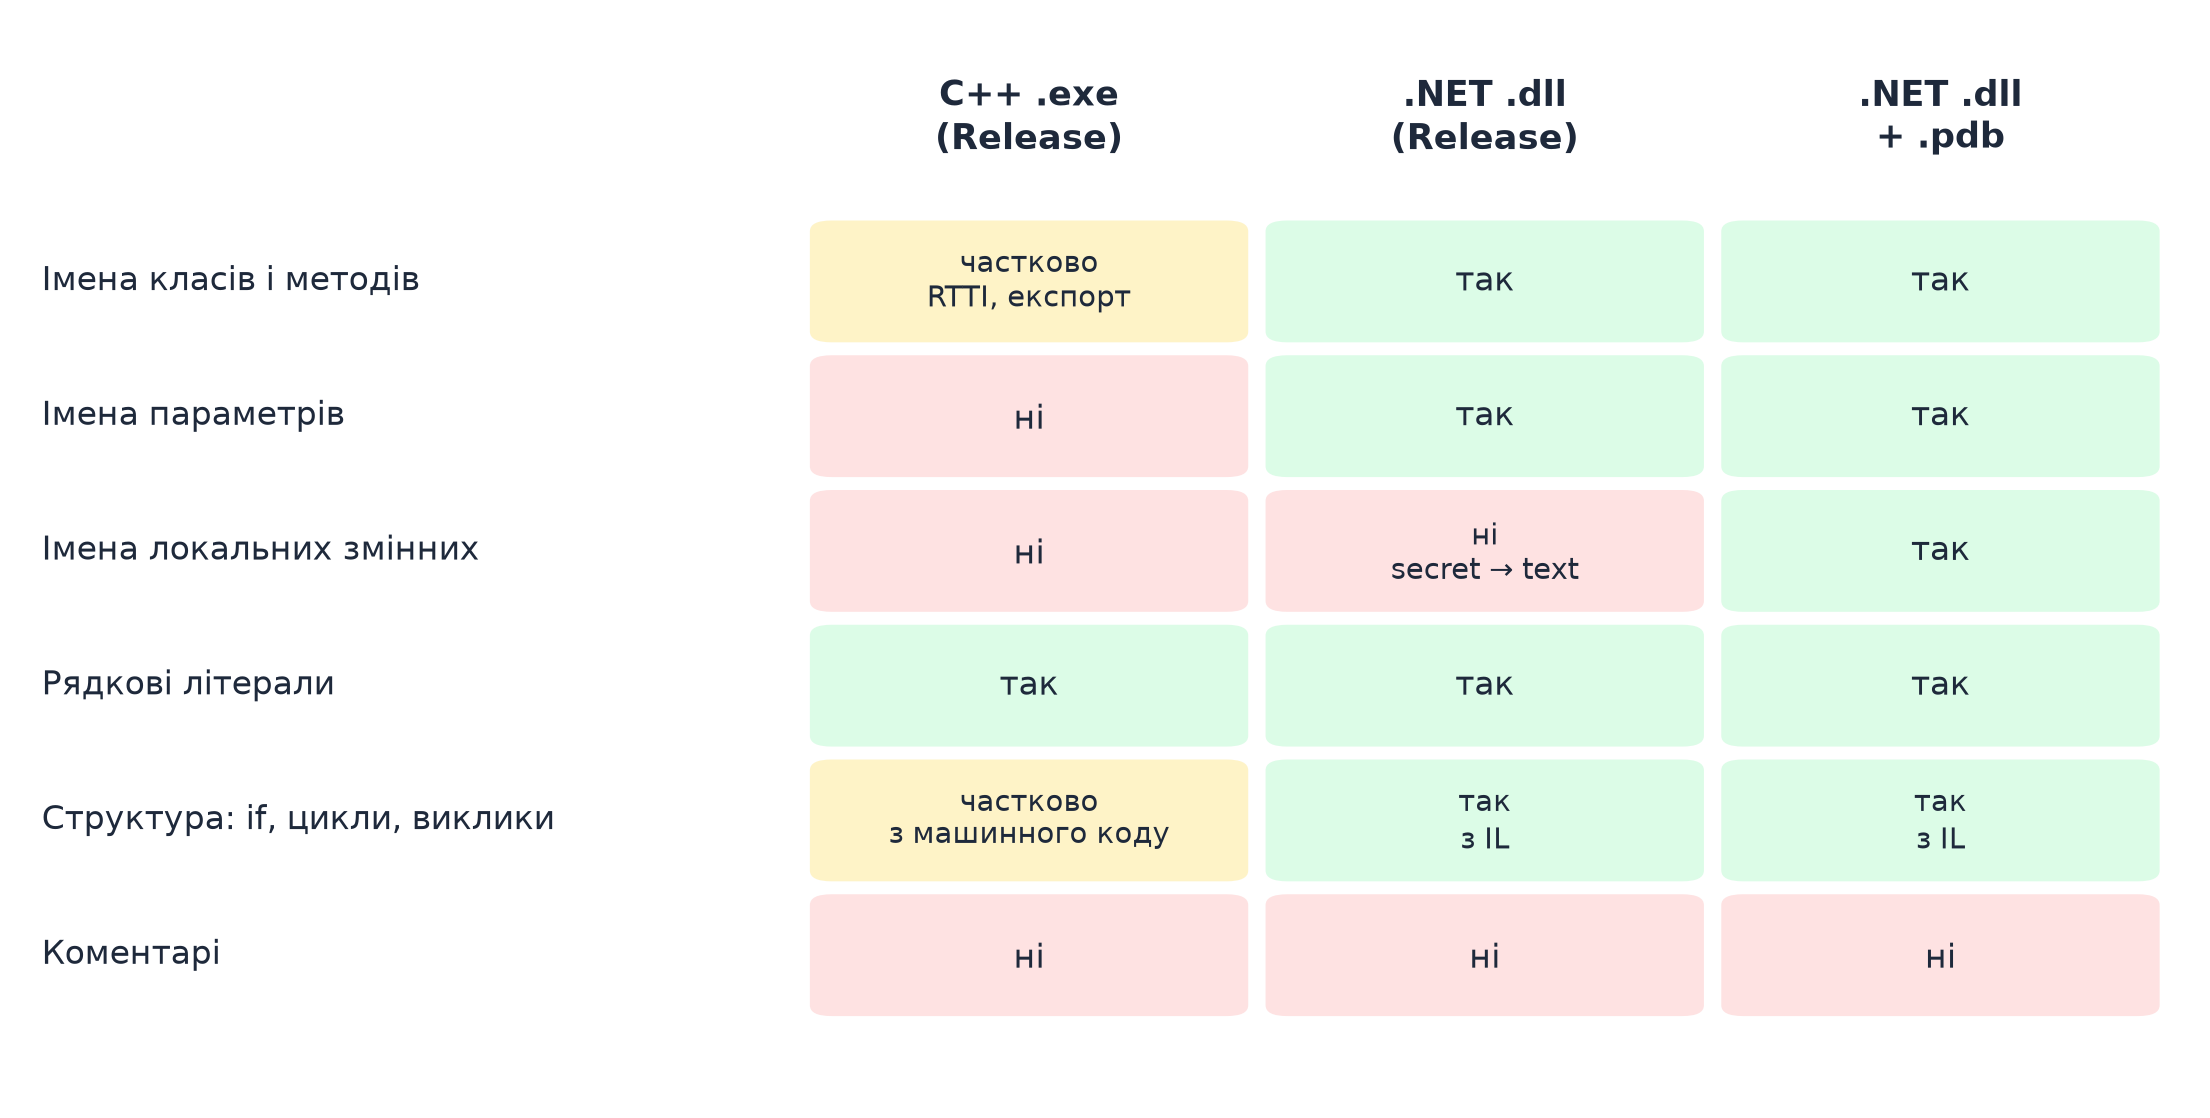 C++ .exe
(Release)
.NET .dll
(Release)
.NET .dll
+ .pdb
Імена класів і методів
частково
RTTI, експорт
так
так
Імена параметрів
ні
так
так
Імена локальних змінних
ні
ні
secret → text
так
Рядкові літерали
так
так
так
Структура: if, цикли, виклики
частково
з машинного коду
так
з IL
так
з IL
Коментарі
ні
ні
ні